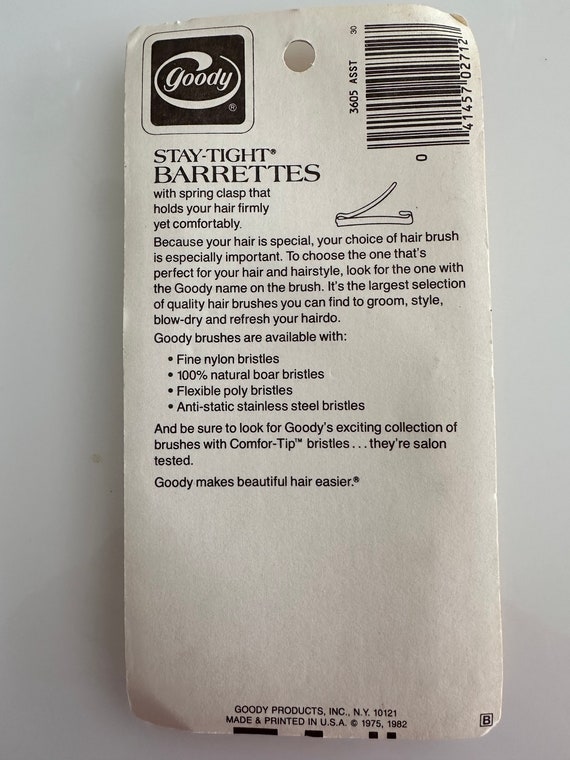 Goody
®
3605 ASST
30
41457 02712
0
STAY-TIGHT®
BARRETTES
with spring clasp that
holds your hair firmly
yet comfortably.
Because your hair is special, your choice of hair brush
is especially important. To choose the one that's
perfect for your hair and hairstyle, look for the one with
the Goody name on the brush. It's the largest selection
of quality hair brushes you can find to groom, style,
blow-dry and refresh your hairdo.
Goody brushes are available with:
• Fine nylon bristles
• 100% natural boar bristles
• Flexible poly bristles
• Anti-static stainless steel bristles
And be sure to look for Goody's exciting collection of
brushes with Comfor-Tip™ bristles . . . they're salon
tested.
Goody makes beautiful hair easier.®
GOODY PRODUCTS, INC., N.Y. 10121
MADE & PRINTED IN U.S.A. © 1975, 1982
B